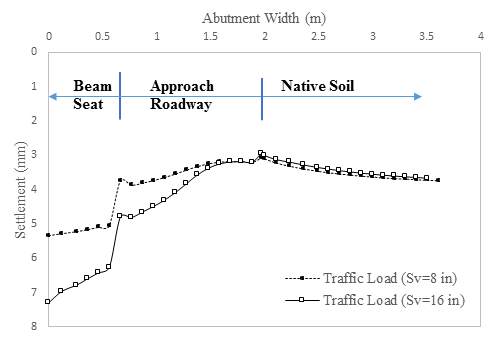 Abutment Width (m)
0 0.5 1 1.5 2 2.5 3 3.5 4
0
1
2
3
4
5
6
7
8
Settlement (mm)
Beam
Seat
Approach
Roadway
Native Soil
Traffic Load (Sv=8 in)
Traffic Load (Sv=16 in)